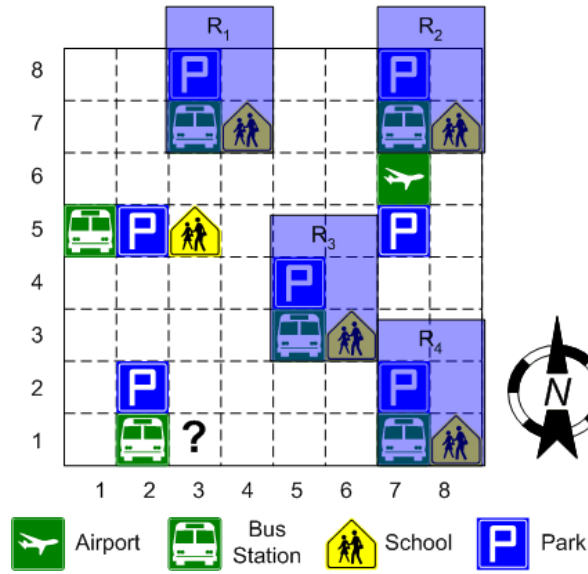 R1 R2
8 P P
7
6
5 P P
R3
4 P
3
R4
2 P P
1 ?
N
1 2 3 4 5 6 7 8
Airport Bus Station School P Park